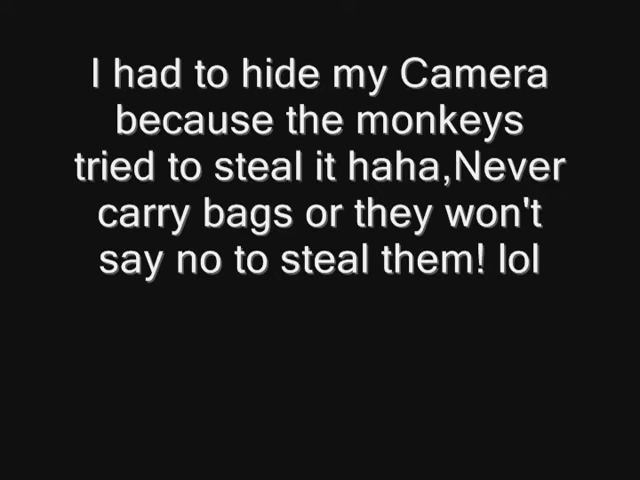 I had to hide my Camera
because the monkeys
tried to steal it haha,Never
carry bags or they won't
say no to steal them! lol